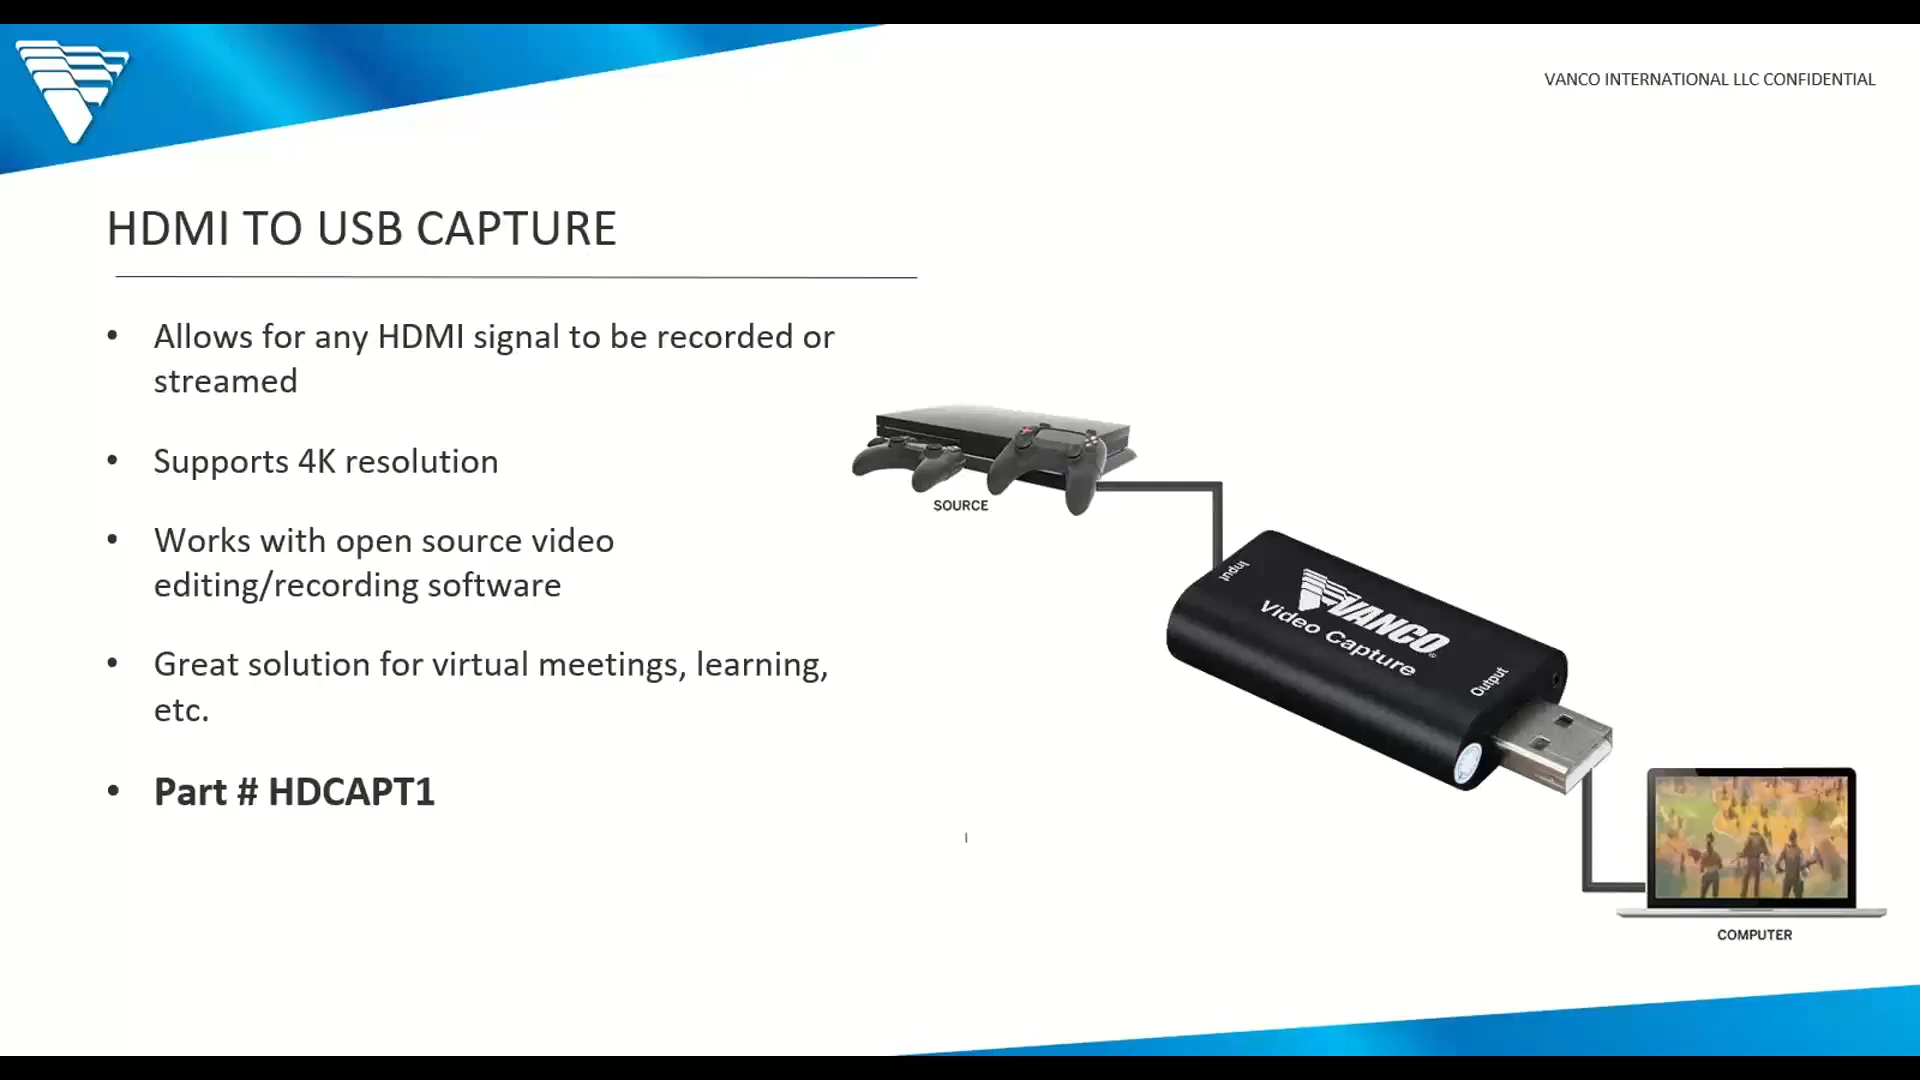 VANCO INTERNATIONAL LLC CONFIDENTIAL
HDMI TO USB CAPTURE
• Allows for any HDMI signal to be recorded or
streamed
• Supports 4K resolution
• Works with open source video
editing/recording software
• Great solution for virtual meetings, learning,
etc.
• Part # HDCAPT1
SOURCE
Input
VANCO®
Video Capture
Output
COMPUTER